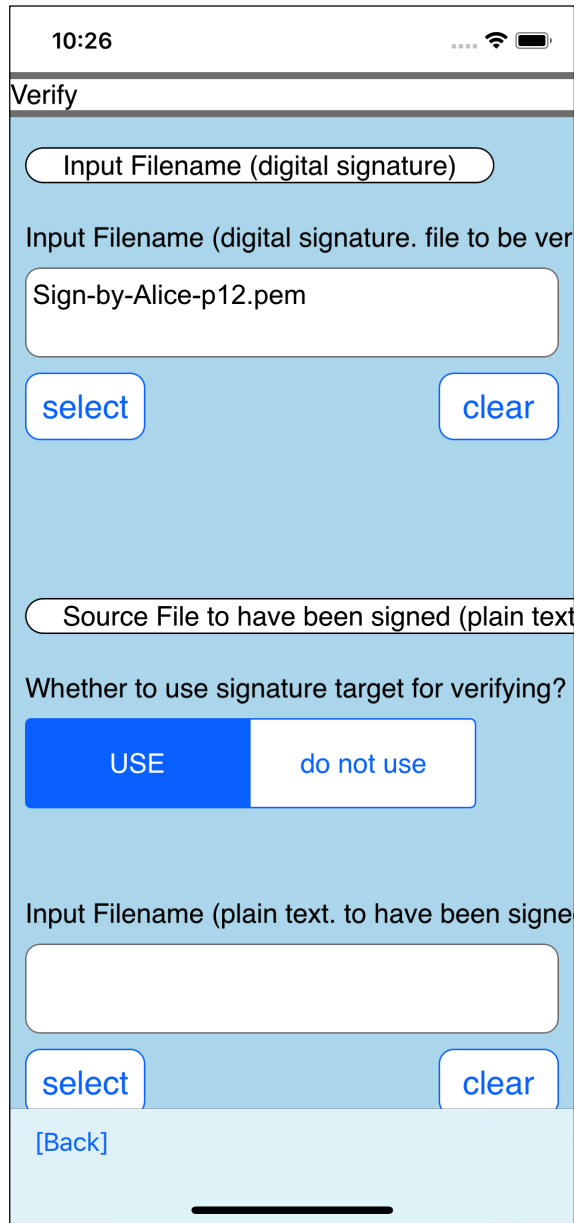 10:26
Verify
Input Filename (digital signature)
Input Filename (digital signature. file to be ver
Sign-by-Alice-p12.pem
select clear
Source File to have been signed (plain text
Whether to use signature target for verifying?
USE do not use
Input Filename (plain text. to have been signe
select clear
[Back]